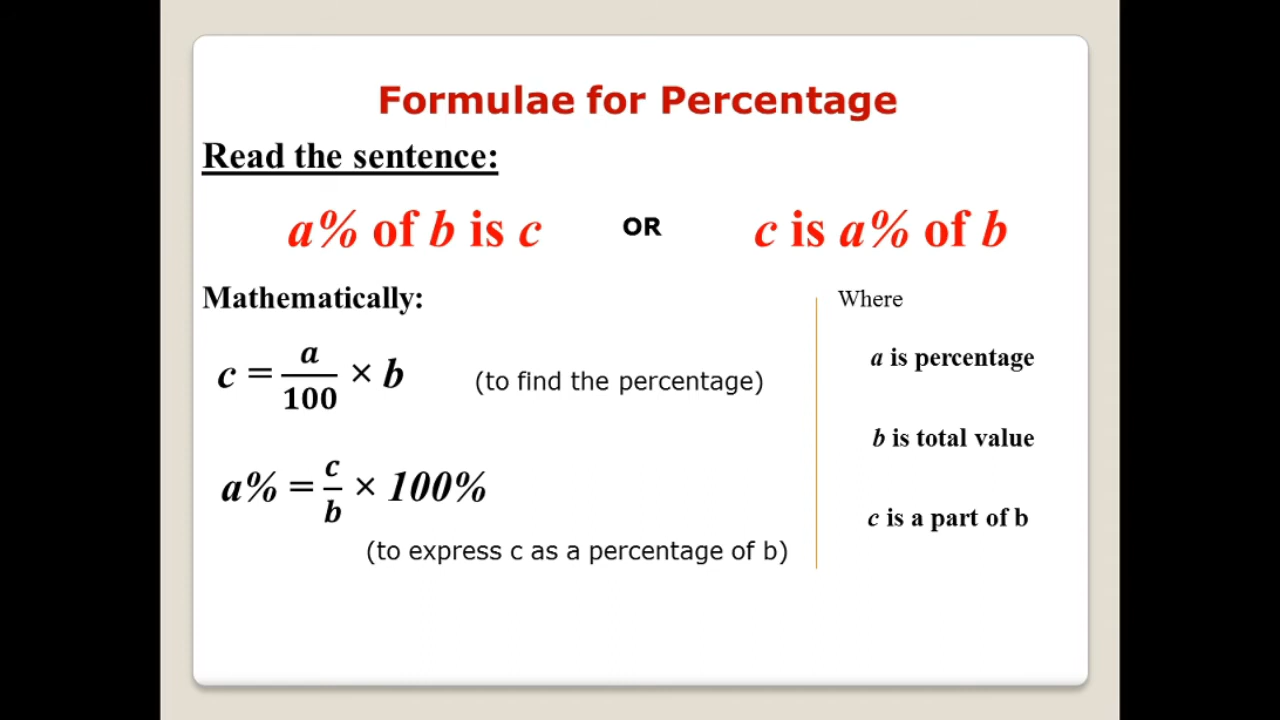 Formulae for Percentage
Read the sentence:
a% of b is c OR c is a% of b
Mathematically:
c = a/100 × b (to find the percentage)
a% = c/b × 100%
(to express c as a percentage of b)
Where
a is percentage
b is total value
c is a part of b